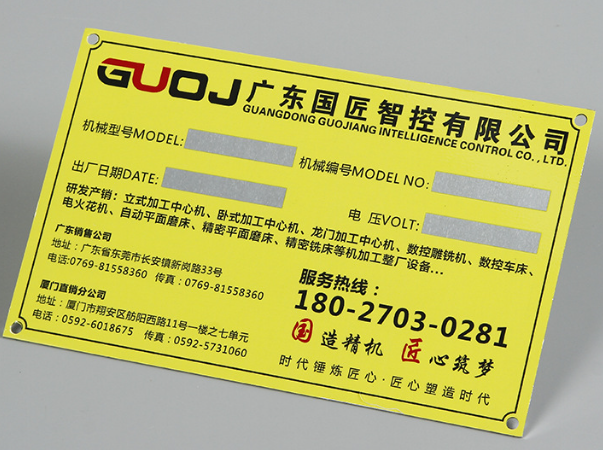 GUOJ 广东国匠智控有限公司
GUANGDONG GUOJIANG INTELLIGENCE CONTROL CO., LTD.
机械型号MODEL:
机械编号MODEL NO:
出厂日期DATE:
电 压VOLT:
研发产销：立式加工中心机、卧式加工中心机、龙门加工中心机、数控雕铣机、数控车床、
电火花机、自动平面磨床、精密平面磨床、精密铣床等机加工整厂设备...
广东销售公司
地址：广东省东莞市长安镇新岗路33号
电话:0769-81558360 传真：0769-81558360
厦门直销分公司
地址：厦门市翔安区舫阳西路11号一楼之七单元
电话：0592-6018675 传真：0592-5731060
服务热线：
180-2703-0281
国造精机 匠心筑梦
时代锤炼匠心·匠心塑造时代